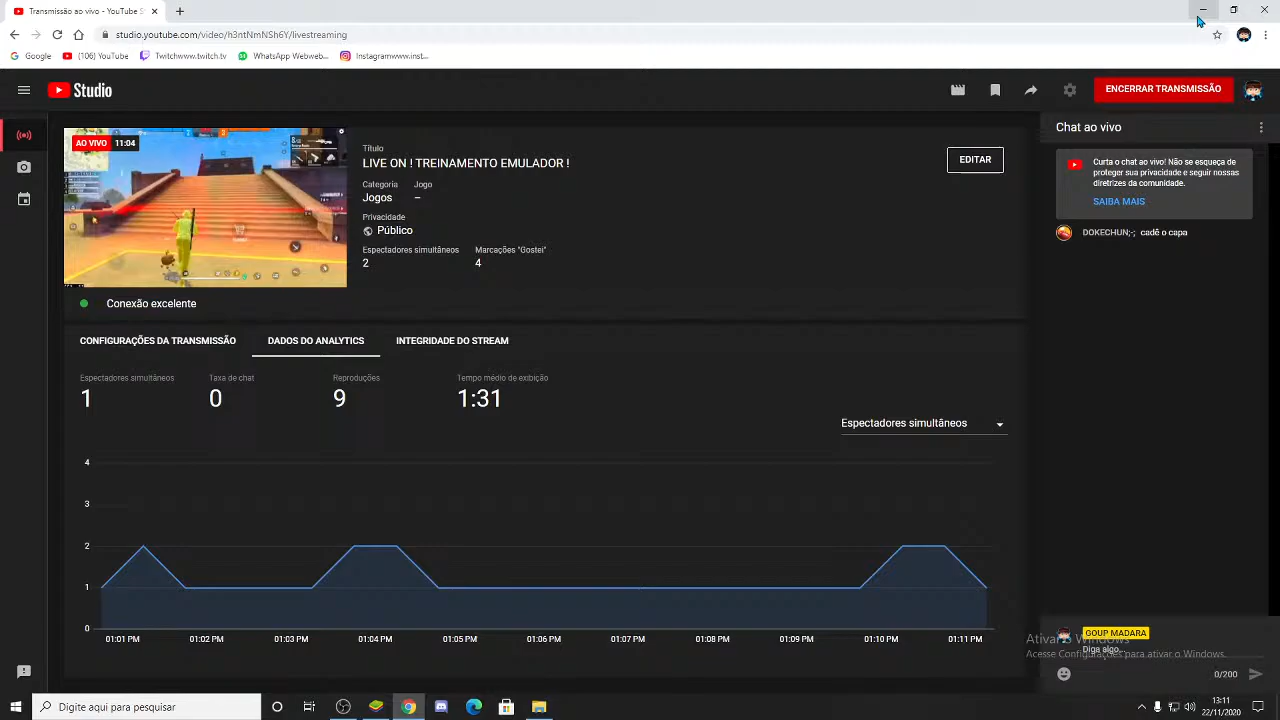 Transmissão ao vivo - YouTube S
studio.youtube.com/video/h3ntNmNSh6Y/livestreaming
Google
(106) YouTube
Twitchwww.twitch.tv
WhatsApp Webweb...
Instagramwww.inst...
Studio
ENCERRAR TRANSMISSÃO
AO VIVO 11:04
Título
LIVE ON ! TREINAMENTO EMULADOR !
EDITAR
Categoria Jogo
Jogos –
Privacidade
Público
Espectadores simultâneos Marcações "Gostei"
2 4
Conexão excelente
Chat ao vivo
Curta o chat ao vivo! Não se esqueça de
proteger sua privacidade e seguir nossas
diretrizes da comunidade.
SAIBA MAIS
DOKECHUN;-; cadê o capa
CONFIGURAÇÕES DA TRANSMISSÃO
DADOS DO ANALYTICS
INTEGRIDADE DO STREAM
Espectadores simultâneos Taxa de chat Reproduções Tempo médio de exibição
1 0 9 1:31
Espectadores simultâneos
4
3
2
1
0
01:01 PM 01:02 PM 01:03 PM 01:04 PM 01:05 PM 01:06 PM 01:07 PM 01:08 PM 01:09 PM 01:10 PM 01:11 PM
GOUP MADARA
Diga algo...
Ativar o Windows
Acesse Configurações para ativar o Windows.
0/200
Digite aqui para pesquisar
13:11
22/11/2020